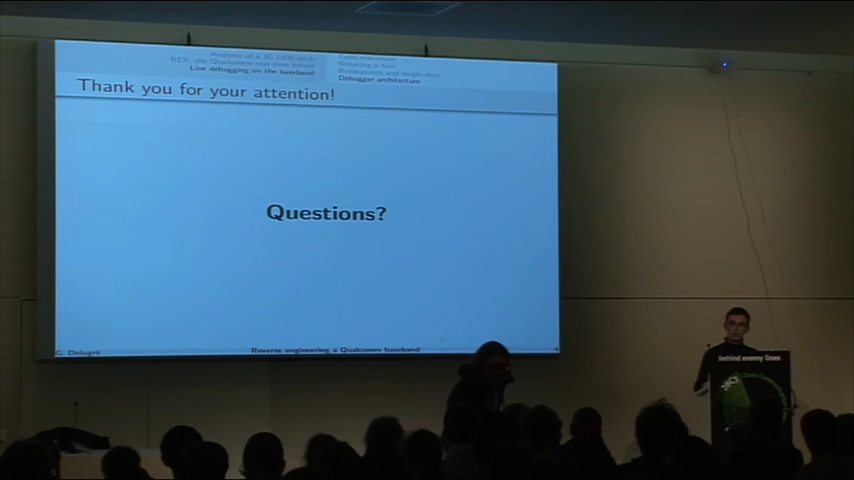 Analysis of a 3G USB stick
REX, the Qualcomm real-time kernel
Live debugging on the baseband
Code execution
Breaking a task
Breakpoints and single-step
Debugger architecture
Thank you for your attention!
Questions?
G. Delugré
Reverse engineering a Qualcomm baseband
behind enemy lines